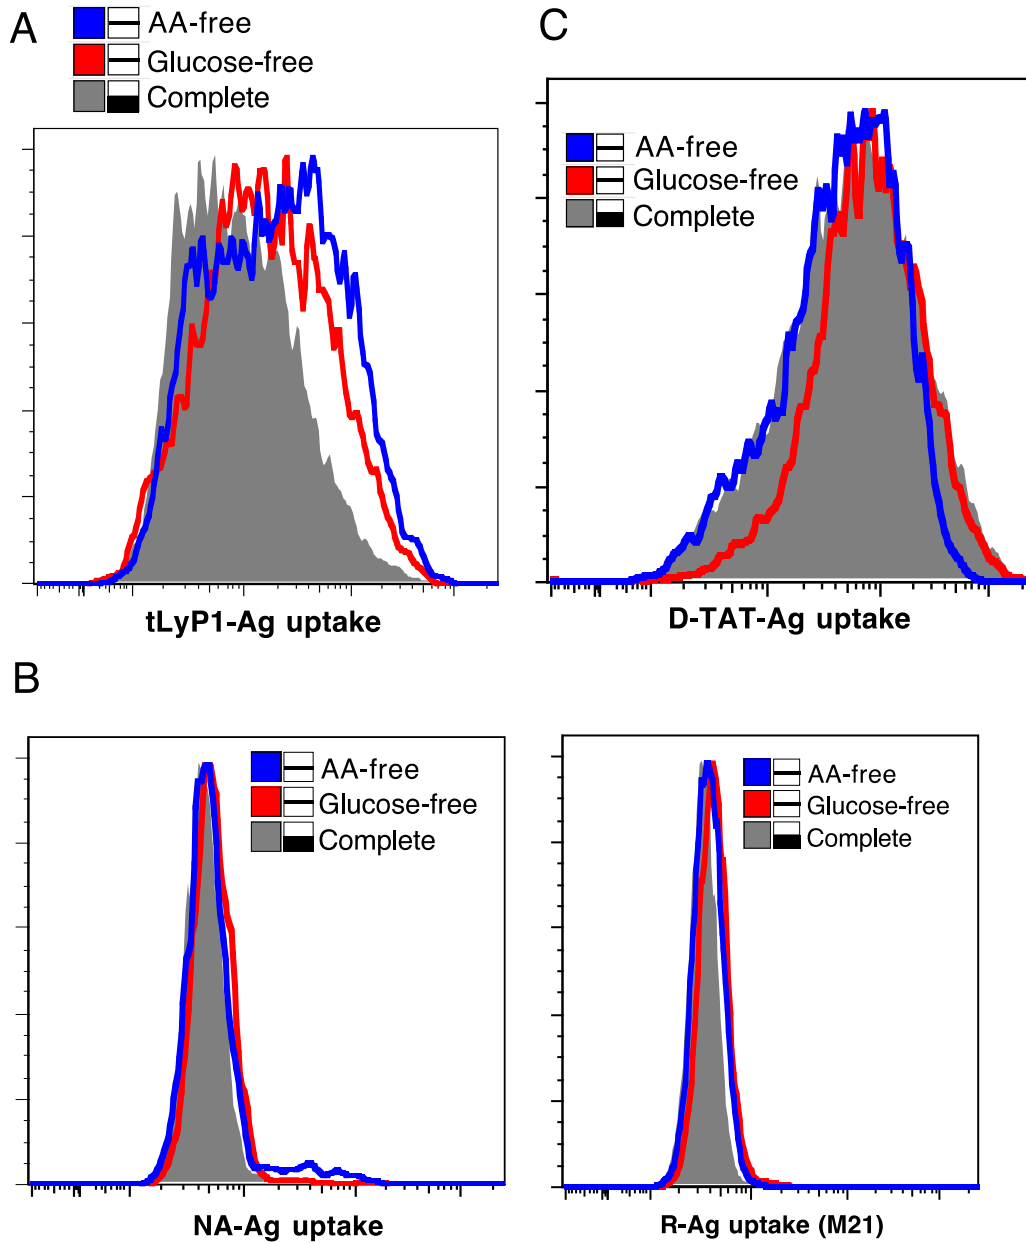 A
AA-free
Glucose-free
Complete
tLyP1-Ag uptake
C
AA-free
Glucose-free
Complete
D-TAT-Ag uptake
B
AA-free
Glucose-free
Complete
NA-Ag uptake
AA-free
Glucose-free
Complete
R-Ag uptake (M21)